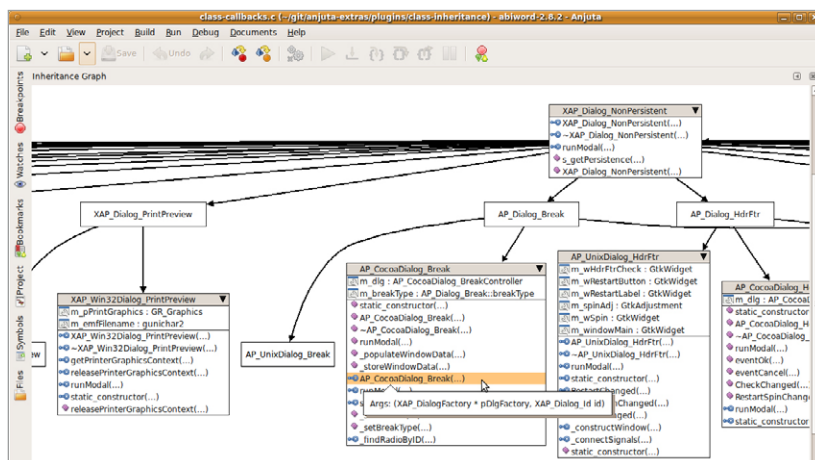 class-callbacks.c (~/git/anjuta-extras/plugins/class-inheritance) - abiword-2.8.2 - Anjuta
File Edit View Project Build Run Debug Documents Help
Save Undo
Inheritance Graph
Breakpoints
Watches
Bookmarks
Project
Symbols
Files
XAP_Dialog_NonPersistent
XAP_Dialog_NonPersistent(...)
~XAP_Dialog_NonPersistent(...)
runModal(...)
s_getPersistence(...)
XAP_Dialog_NonPersistent(...)
XAP_Dialog_PrintPreview
AP_Dialog_Break
AP_Dialog_HdrFtr
XAP_Win32Dialog_PrintPreview
m_pPrintGraphics : GR_Graphics
m_emfFilename : gunichar2
XAP_Win32Dialog_PrintPreview(...)
~XAP_Win32Dialog_PrintPreview(...)
getPrinterGraphicsContext(...)
releasePrinterGraphicsContext(...)
runModal(...)
static_constructor(...)
releasePrinterGraphicsContext(...)
AP_UnixDialog_Break
AP_CocoaDialog_Break
m_dlg : AP_CocoaDialog_BreakController
m_breakType : AP_Dialog_Break::breakType
static_constructor(...)
AP_CocoaDialog_Break(...)
~AP_CocoaDialog_Break(...)
runModal(...)
_populateWindowData(...)
_storeWindowData(...)
AP_CocoaDialog_Break(...)
Args: (XAP_DialogFactory * pDlgFactory, XAP_Dialog_Id id)
_setBreakType(...)
_findRadioByID(...)
AP_UnixDialog_HdrFtr
m_wHdrFtrCheck : GtkWidget
m_wRestartButton : GtkWidget
m_wRestartLabel : GtkWidget
m_spinAdj : GtkAdjustment
m_wSpin : GtkWidget
m_windowMain : GtkWidget
AP_UnixDialog_HdrFtr(...)
~AP_UnixDialog_HdrFtr(...)
runModal(...)
static_constructor(...)
RestartChanged(...)
_constructWindow(...)
_connectSignals(...)
static_constructor(...)
AP_CocoaDialog_H
m_dlg : AP_CocoaD
static_constructor
AP_CocoaDialog_H
~AP_CocoaDialog_
runModal(...)
eventOk(...)
eventCancel(...)
CheckChanged(...)
RestartSpinChange
runModal(...)
static_constructor